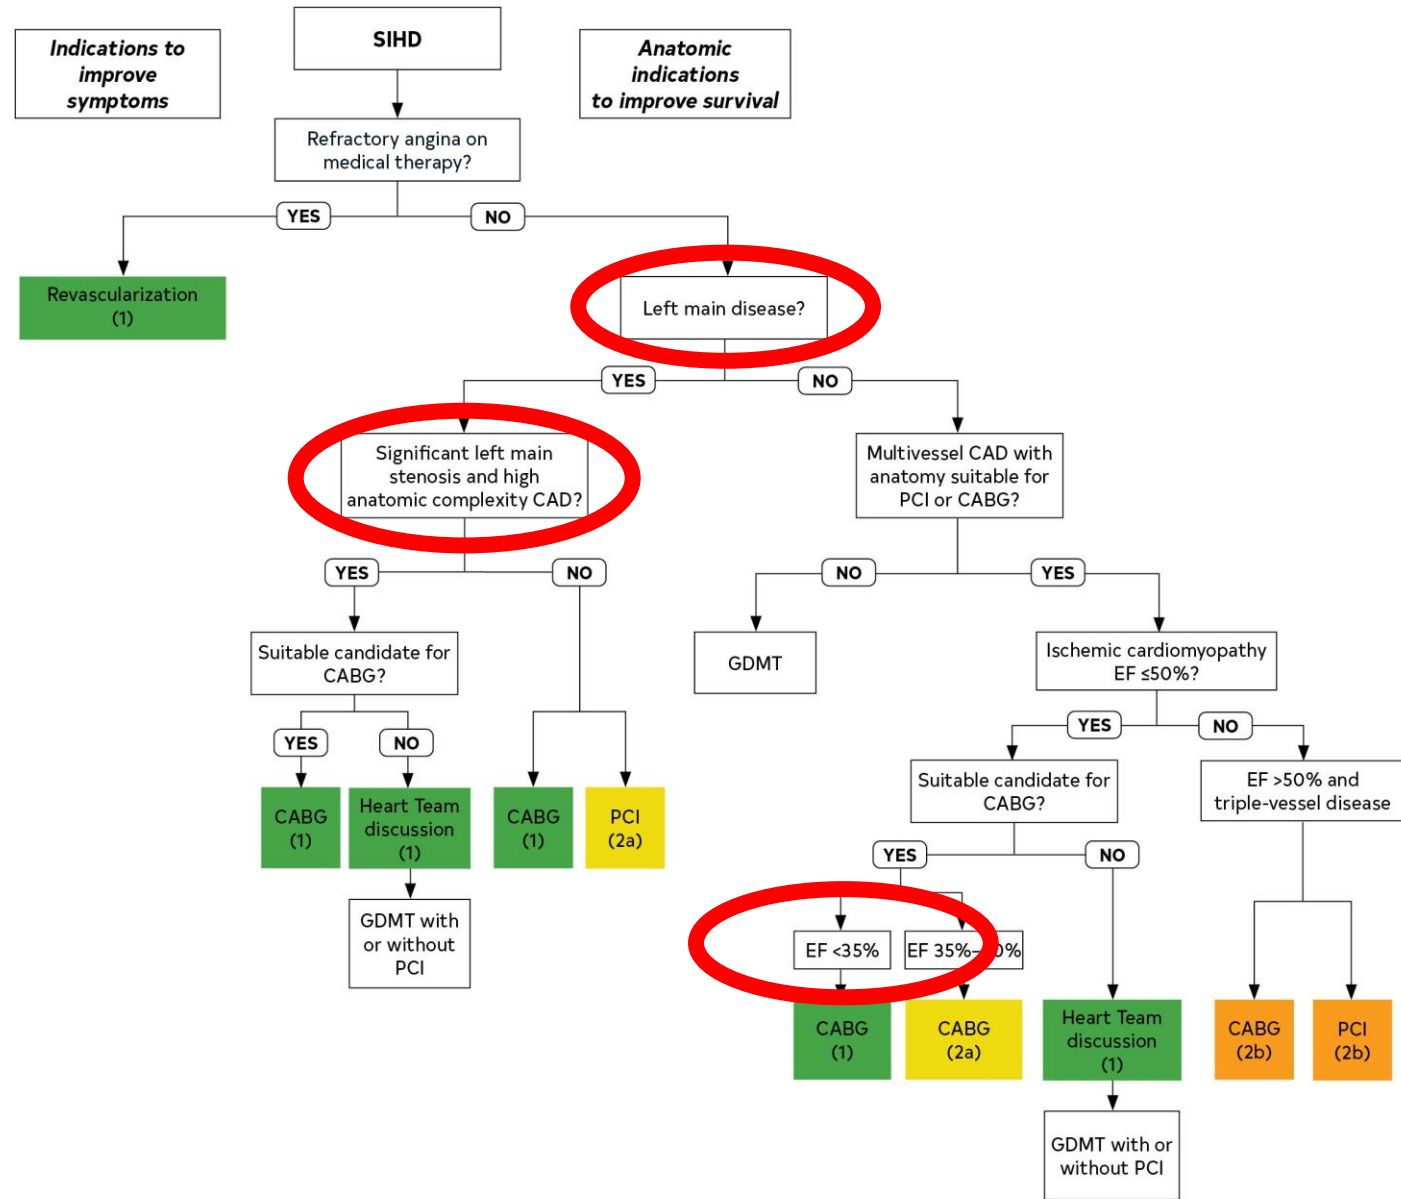 Indications to
improve
symptoms
SIHD
Anatomic
indications
to improve survival
Refractory angina on
medical therapy?
YES
NO
Revascularization
(1)
Left main disease?
YES
NO
Significant left main
stenosis and high
anatomic complexity CAD?
Multivessel CAD with
anatomy suitable for
PCI or CABG?
YES
NO
NO
YES
Suitable candidate for
CABG?
GDMT
Ischemic cardiomyopathy
EF ≤50%?
YES
NO
YES
NO
CABG
(1)
Heart Team
discussion
(1)
CABG
(1)
PCI
(2a)
Suitable candidate for
CABG?
EF >50% and
triple-vessel disease
YES
NO
GDMT with
or without
PCI
EF <35%
EF 35%
CABG
(1)
CABG
(2a)
Heart Team
discussion
(1)
CABG
(2b)
PCI
(2b)
GDMT with or
without PCI